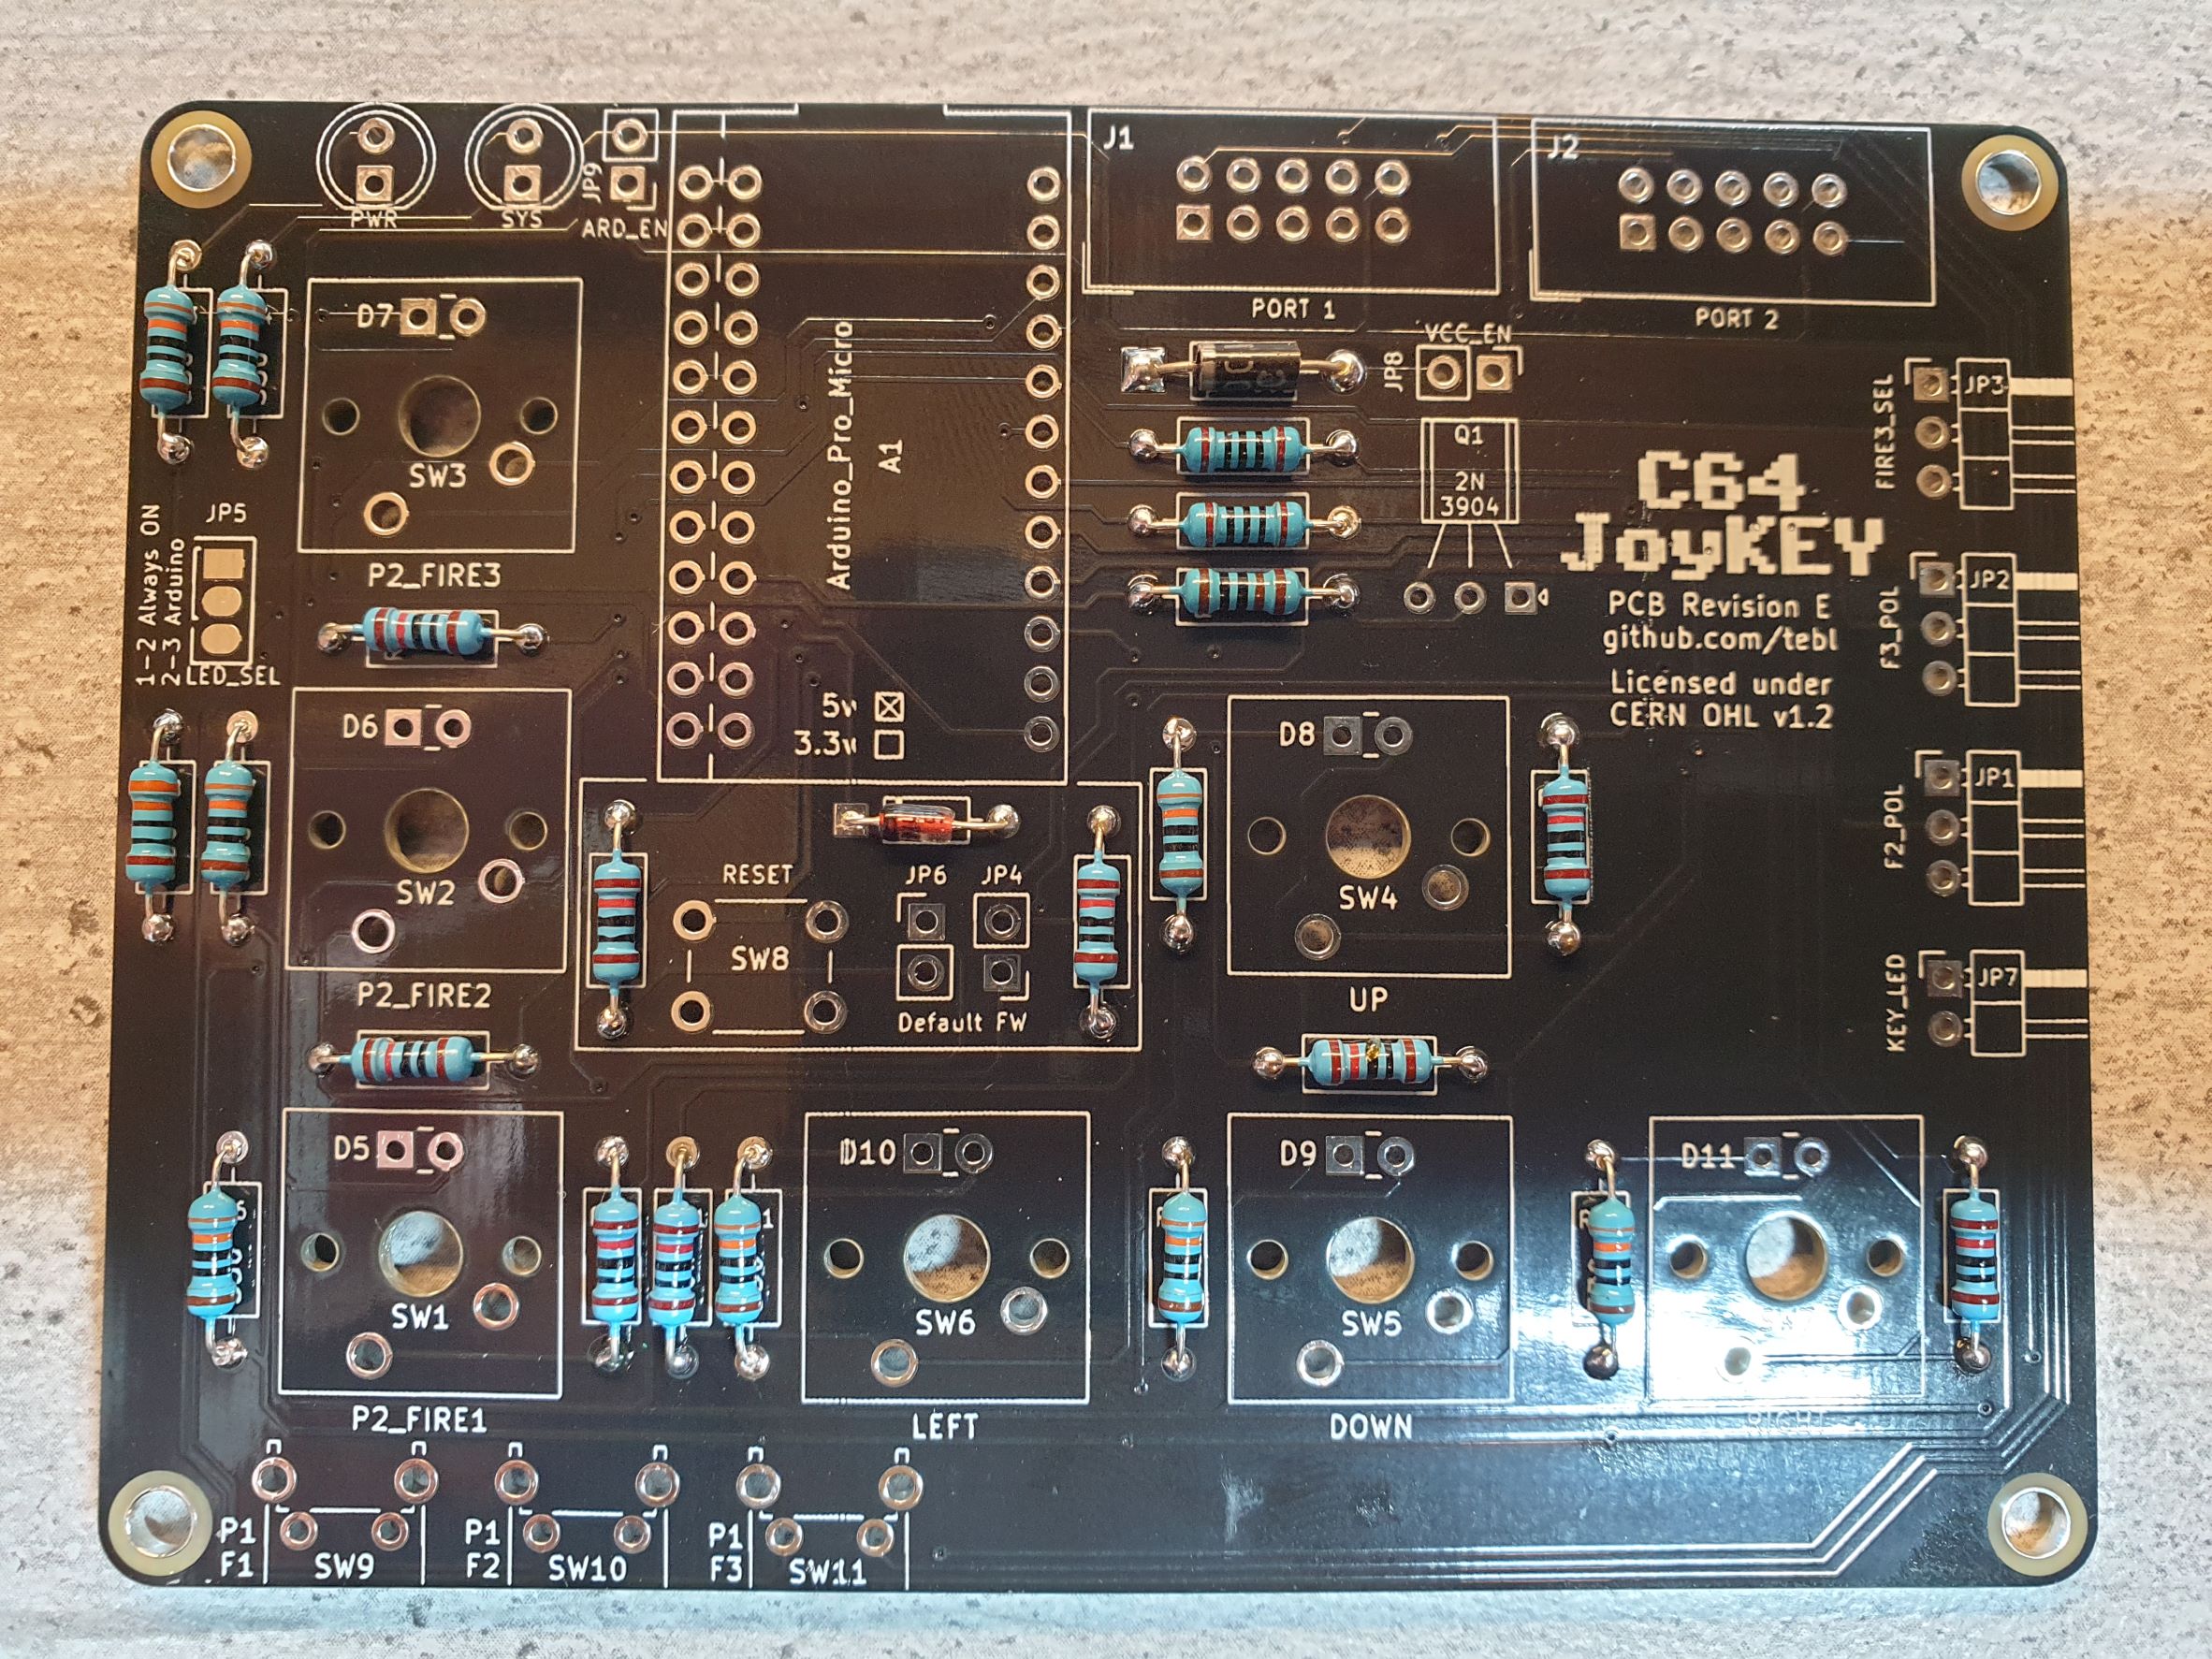 PWR
SYS
JP9
ARD_EN
J1
PORT 1
J2
PORT 2
D7
SW3
P2_FIRE3
JP5
1-2 Always ON
2-3 Arduino
LED_SEL
Arduino_Pro_Micro
A1
5v
3.3v
VCC_EN
JP8
Q1
2N
3904
C64
JoyKEY
PCB Revision E
github.com/tebl
Licensed under
CERN OHL v1.2
FIRE3_SEL
JP3
F3_POL
JP2
F2_POL
JP1
KEY_LED
JP7
D6
SW2
P2_FIRE2
RESET
SW8
JP6
JP4
Default FW
D8
SW4
UP
D5
SW1
P2_FIRE1
D10
SW6
LEFT
D9
SW5
DOWN
D11
RIGHT
P1
F1
SW9
P1
F2
SW10
P1
F3
SW11